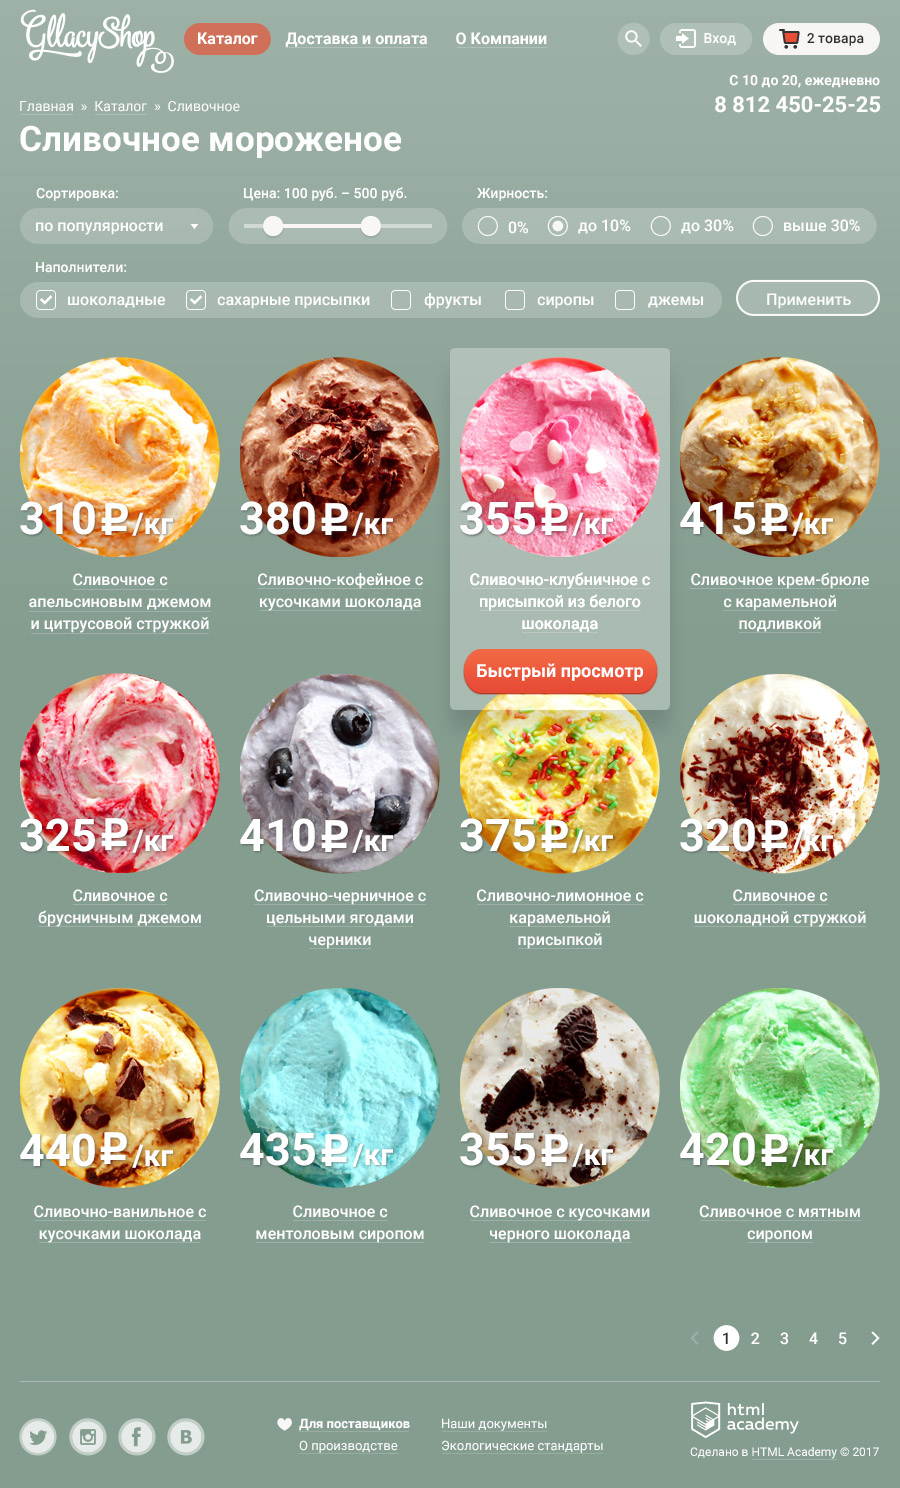 GllacyShop
Каталог
Доставка и оплата
О Компании
Вход
2 товара
С 10 до 20, ежедневно
8 812 450-25-25
Главная » Каталог » Сливочное
Сливочное мороженое
Сортировка:
Цена: 100 руб. – 500 руб.
Жирность:
по популярности
0%
до 10%
до 30%
выше 30%
Наполнители:
шоколадные
сахарные присыпки
фрукты
сиропы
джемы
Применить
310₽/кг
Сливочное с
апельсиновым джемом
и цитрусовой стружкой
380₽/кг
Сливочно-кофейное с
кусочками шоколада
355₽/кг
Сливочно-клубничное с
присыпкой из белого
шоколада
Быстрый просмотр
415₽/кг
Сливочное крем-брюле
с карамельной
подливкой
325₽/кг
Сливочное с
брусничным джемом
410₽/кг
Сливочно-черничное с
цельными ягодами
черники
375₽/кг
Сливочно-лимонное с
карамельной
присыпкой
320₽/кг
Сливочное с
шоколадной стружкой
440₽/кг
Сливочно-ванильное с
кусочками шоколада
435₽/кг
Сливочное с
ментоловым сиропом
355₽/кг
Сливочное с кусочками
черного шоколада
420₽/кг
Сливочное с мятным
сиропом
1 2 3 4 5
Для поставщиков
О производстве
Наши документы
Экологические стандарты
html
academy
Сделано в HTML Academy © 2017